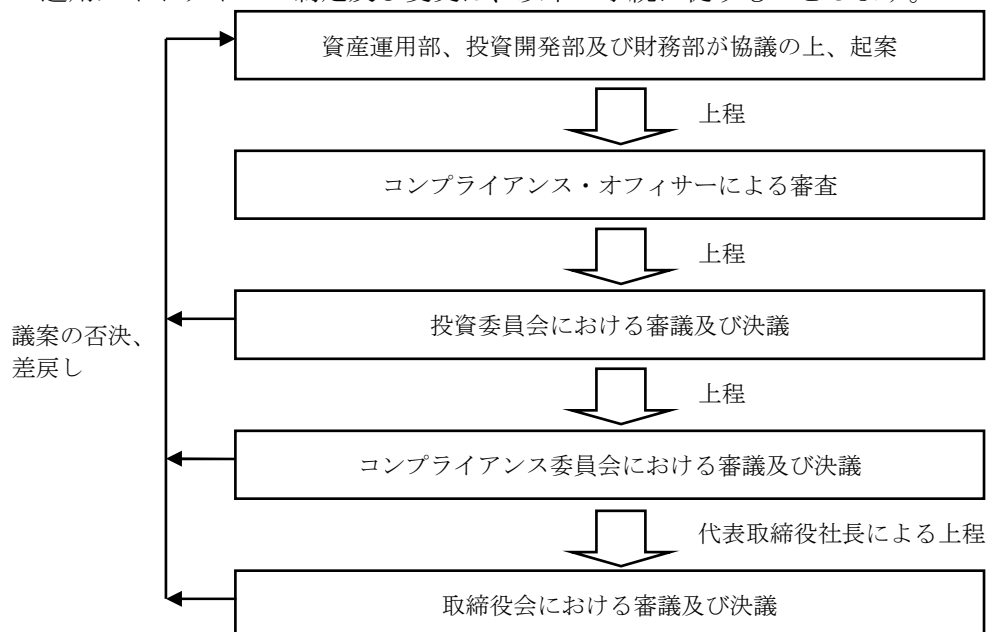 資産運用部、投資開発部及び財務部が協議の上、起案
上程
コンプライアンス・オフィサーによる審査
上程
投資委員会における審議及び決議
議案の否決、
差戻し
上程
コンプライアンス委員会における審議及び決議
代表取締役社長による上程
取締役会における審議及び決議